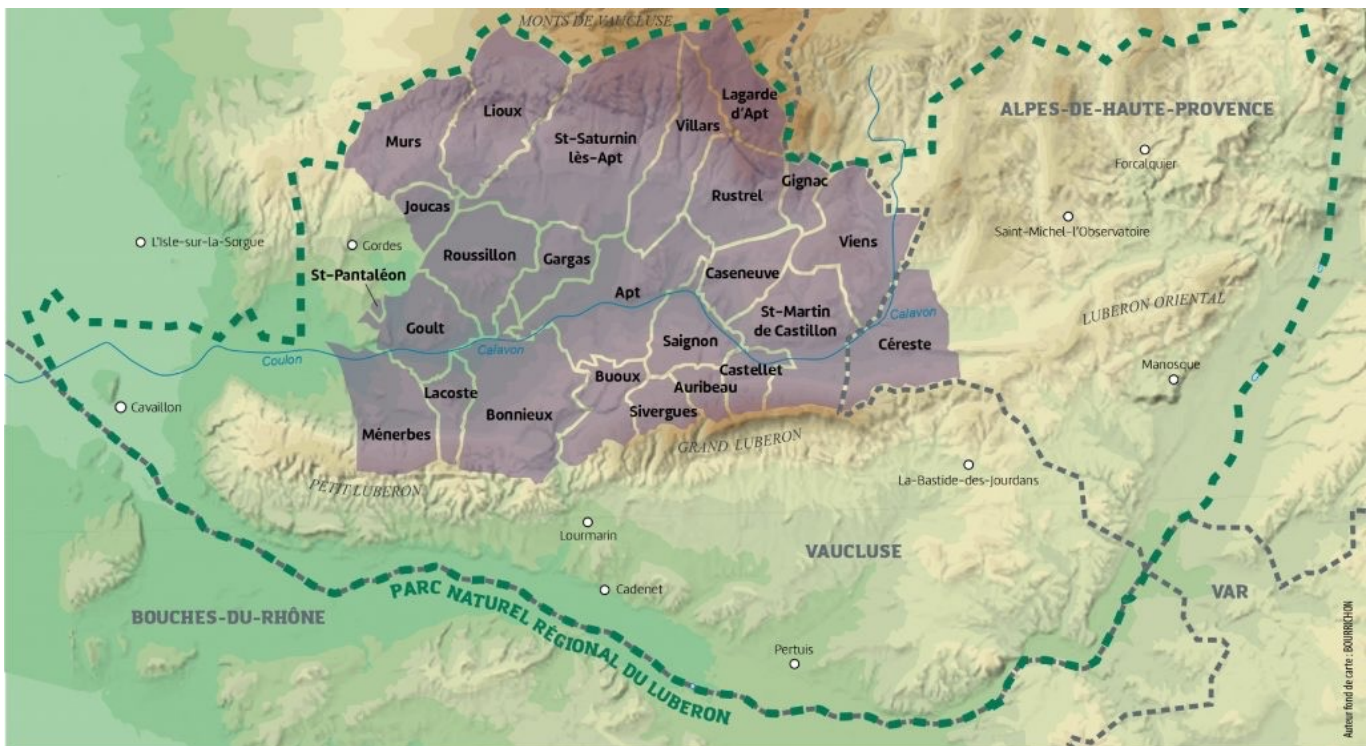 MONTS DE VAUCLUSE
Lagarde
d'Apt
ALPES-DE-HAUTE-PROVENCE
Lioux
Villars
Murs
St-Saturnin
lès-Apt
Forcalquier
Gignac
Rustrel
Joucas
Saint-Michel-l'Observatoire
L'Isle-sur-la-Sorgue
Gordes
Roussillon
Gargas
Viens
St-Pantaléon
Caseneuve
Apt
LUBERON ORIENTAL
St-Martin
de Castillon
Calavon
Goult
Saignon
Céreste
Coulon
Calavon
Manosque
Castellet
Buoux
Auribeau
Lacoste
Cavaillon
Bonnieux
Sivergues
Ménerbes
GRAND LUBERON
La-Bastide-des-Jourdans
PETIT LUBERON
Lourmarin
VAUCLUSE
Cadenet
VAR
BOUCHES-DU-RHÔNE
PARC NATUREL RÉGIONAL DU LUBERON
Pertuis
Auteur fond de carte : BOURRICHON